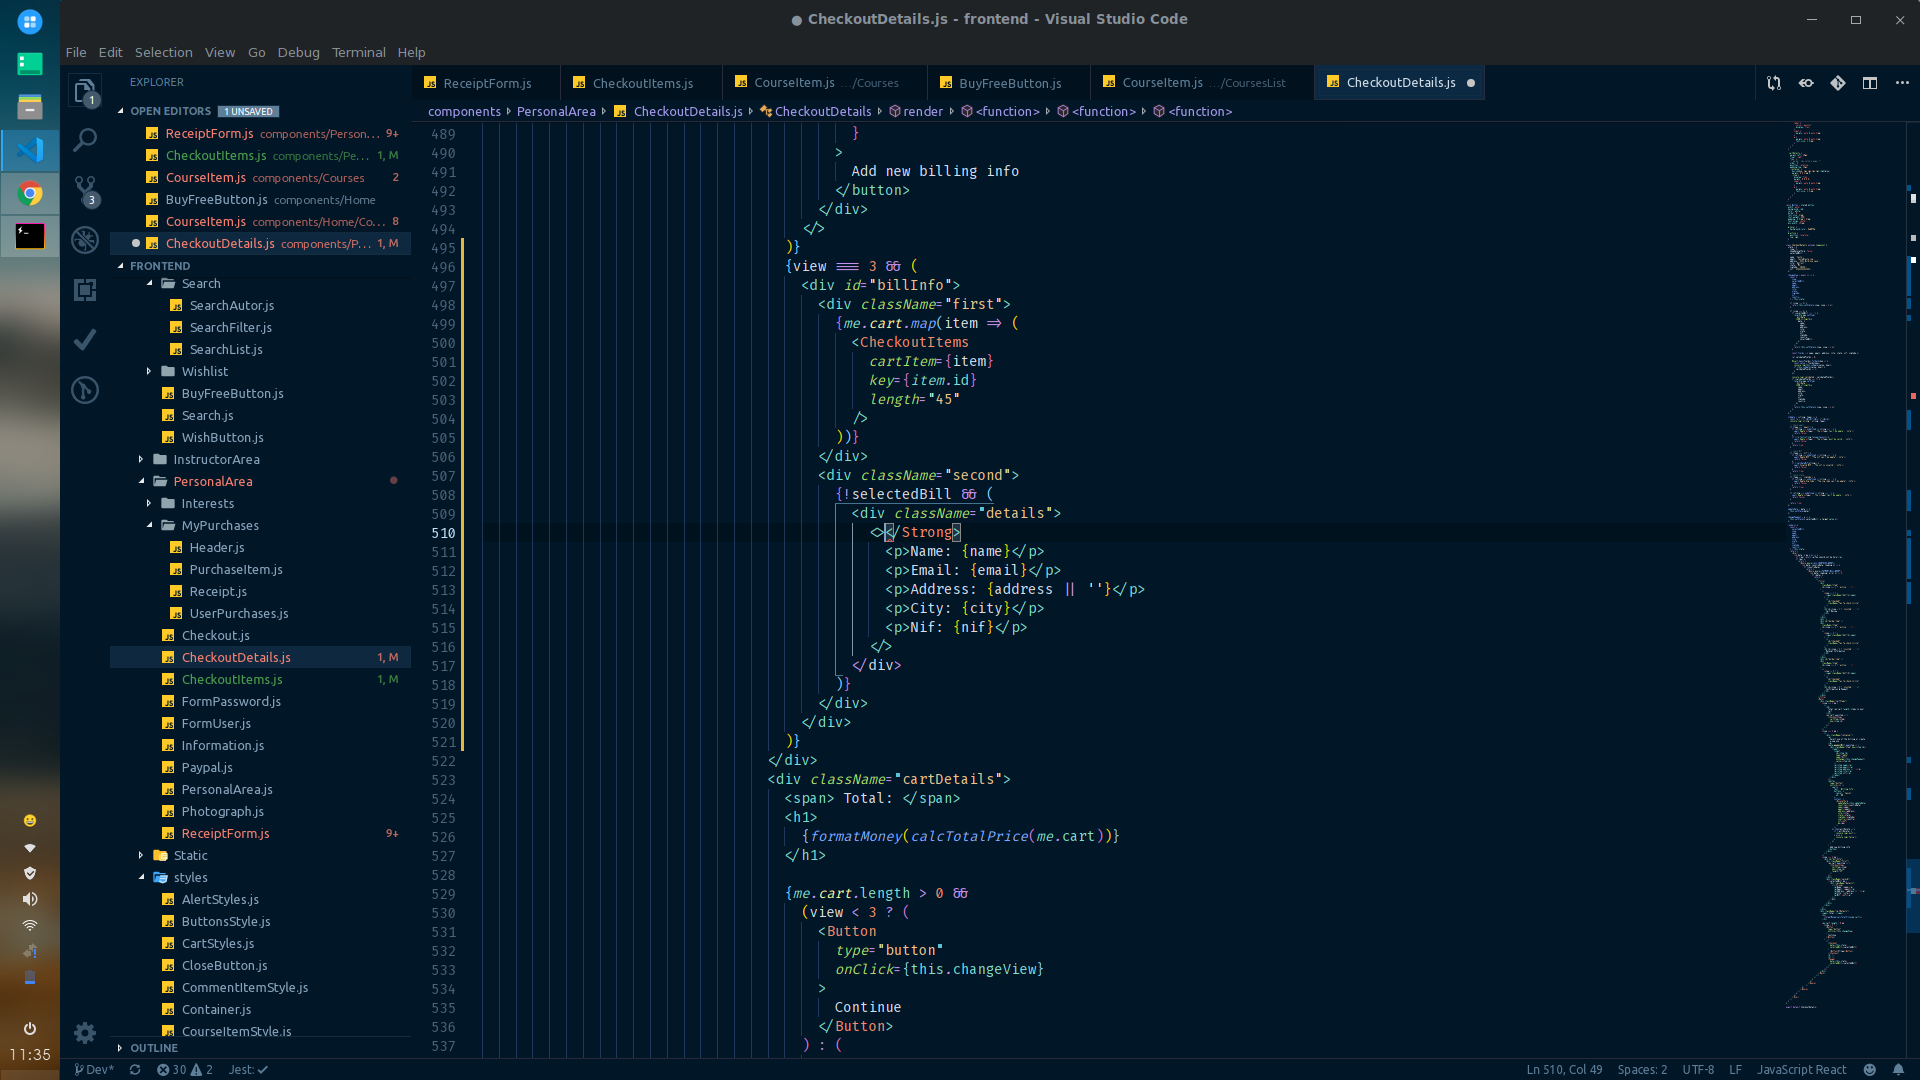 ● CheckoutDetails.js - frontend - Visual Studio Code
File Edit Selection View Go Debug Terminal Help
EXPLORER
OPEN EDITORS 1 UNSAVED
ReceiptForm.js components/Person... 9+
CheckoutItems.js components/Pe... 1, M
CourseItem.js components/Courses 2
BuyFreeButton.js components/Home
CourseItem.js components/Home/Co... 8
CheckoutDetails.js components/P... 1, M
FRONTEND
Search
SearchAutor.js
SearchFilter.js
SearchList.js
Wishlist
BuyFreeButton.js
Search.js
WishButton.js
InstructorArea
PersonalArea
Interests
MyPurchases
Header.js
PurchaseItem.js
Receipt.js
UserPurchases.js
Checkout.js
CheckoutDetails.js 1, M
CheckoutItems.js 1, M
FormPassword.js
FormUser.js
Information.js
Paypal.js
PersonalArea.js
Photograph.js
ReceiptForm.js 9+
Static
styles
AlertStyles.js
ButtonsStyle.js
CartStyles.js
CloseButton.js
CommentItemStyle.js
Container.js
CourseItemStyle.js
OUTLINE
1
3
11:35
ReceiptForm.js CheckoutItems.js CourseItem.js .../Courses BuyFreeButton.js CourseItem.js .../CoursesList CheckoutDetails.js ●
components PersonalArea CheckoutDetails.js CheckoutDetails render <function> <function> <function>
489 }
490 >
491 Add new billing info
492 </button>
493 </div>
494 </>
495 )}
496 {view === 3 && (
497 <div id="billInfo">
498 <div className="first">
499 {me.cart.map(item => (
500 <CheckoutItems
501 cartItem={item}
502 key={item.id}
503 length="45"
504 />
505 ))}
506 </div>
507 <div className="second">
508 {!selectedBill && (
509 <div className="details">
510 <></Strong>
511 <p>Name: {name}</p>
512 <p>Email: {email}</p>
513 <p>Address: {address || ''}</p>
514 <p>City: {city}</p>
515 <p>Nif: {nif}</p>
516 </>
517 </div>
518 )}
519 </div>
520 </div>
521 )}
522 </div>
523 <div className="cartDetails">
524 <span> Total: </span>
525 <h1>
526 {formatMoney(calcTotalPrice(me.cart))}
527 </h1>
528
529 {me.cart.length > 0 &&
530 (view < 3 ? (
531 <Button
532 type="button"
533 onClick={this.changeView}
534 >
535 Continue
536 </Button>
537 ) : (
Dev* 30 2 Jest: Ln 510, Col 49 Spaces: 2 UTF-8 LF JavaScript React